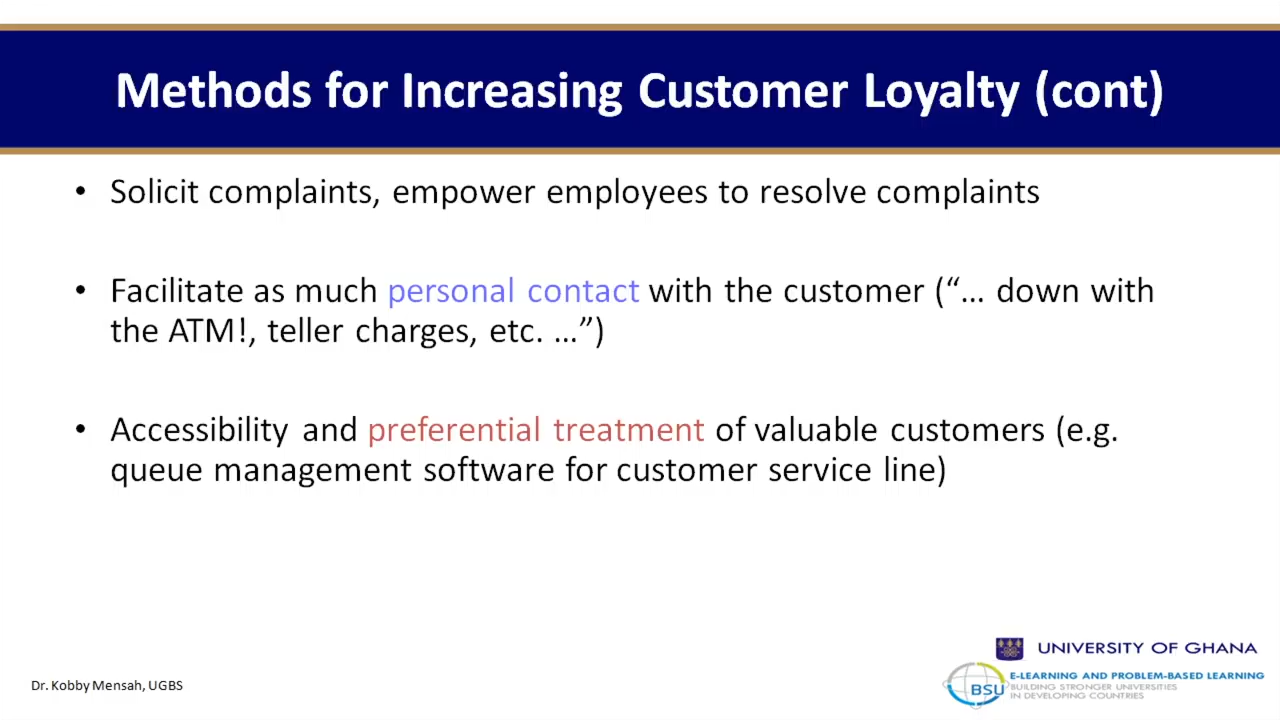 Methods for Increasing Customer Loyalty (cont)
• Solicit complaints, empower employees to resolve complaints
• Facilitate as much personal contact with the customer (“… down with
the ATM!, teller charges, etc. …”)
• Accessibility and preferential treatment of valuable customers (e.g.
queue management software for customer service line)
UNIVERSITY OF GHANA
Dr. Kobby Mensah, UGBS
BSU
E-LEARNING AND PROBLEM-BASED LEARNING
BUILDING STRONGER UNIVERSITIES
IN DEVELOPING COUNTRIES